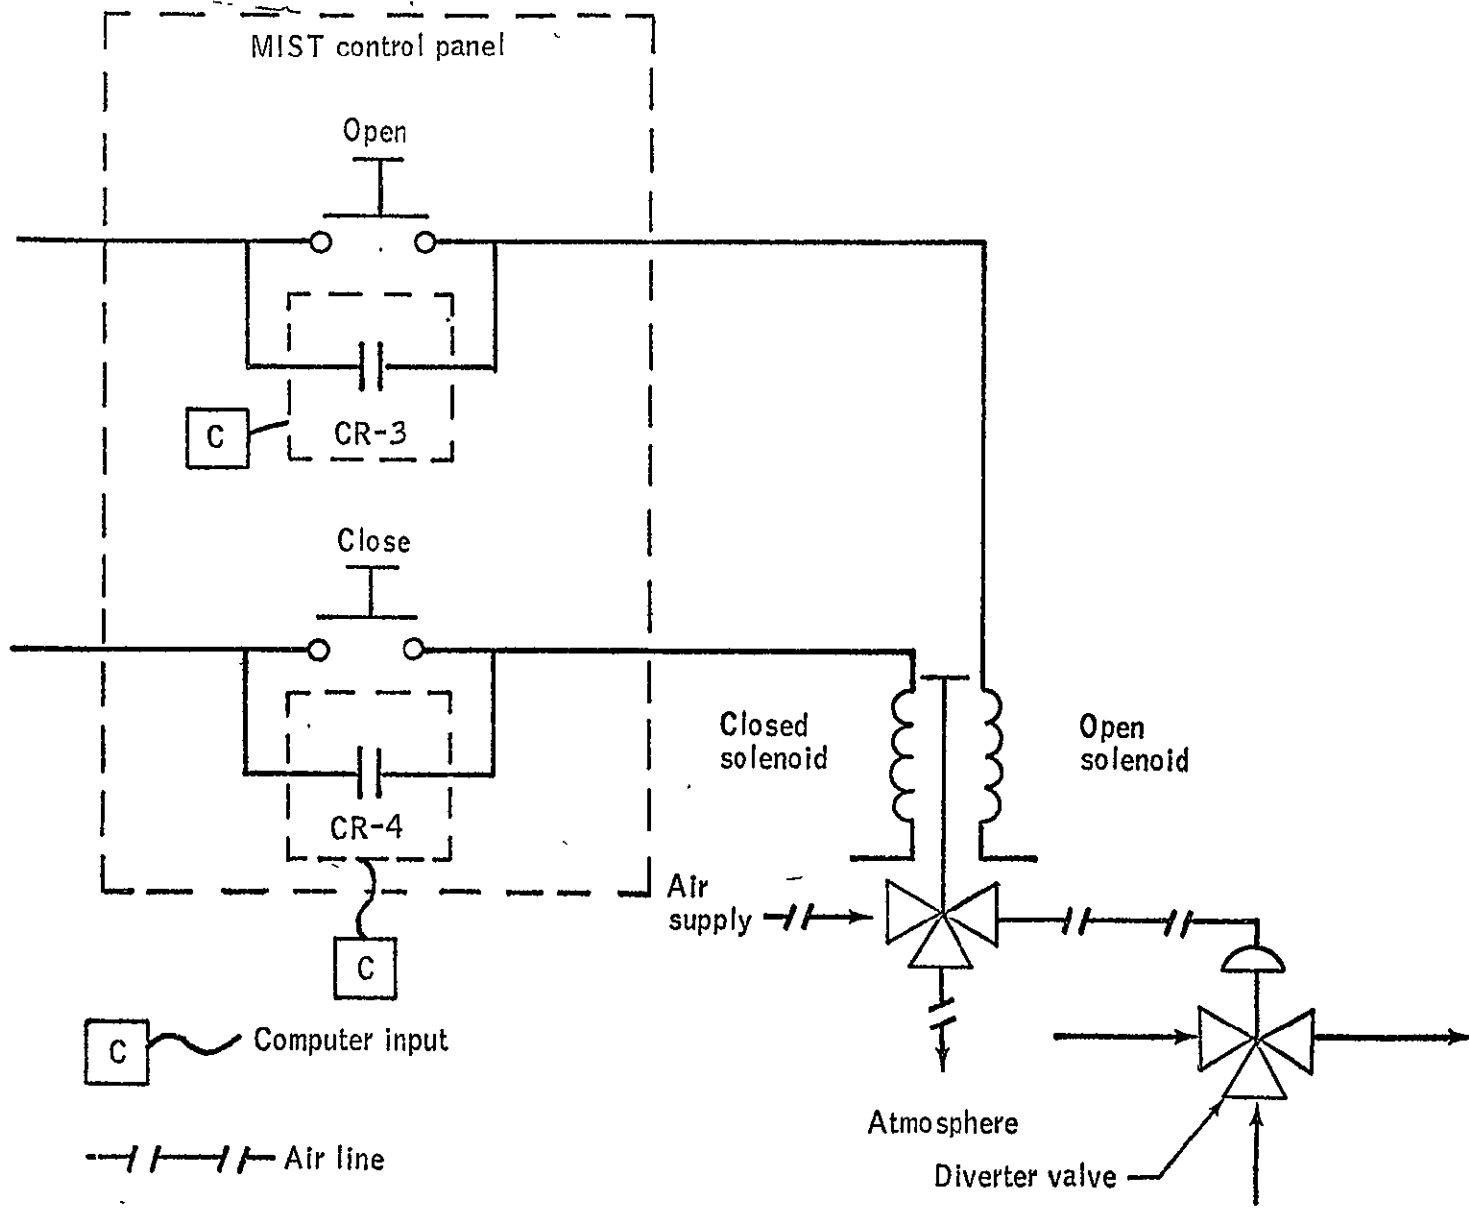 MIST control panel
Open
C
CR-3
Close
Closed
solenoid
Open
solenoid
CR-4
Air
supply
C
C
Computer input
Atmosphere
Air line
Diverter valve